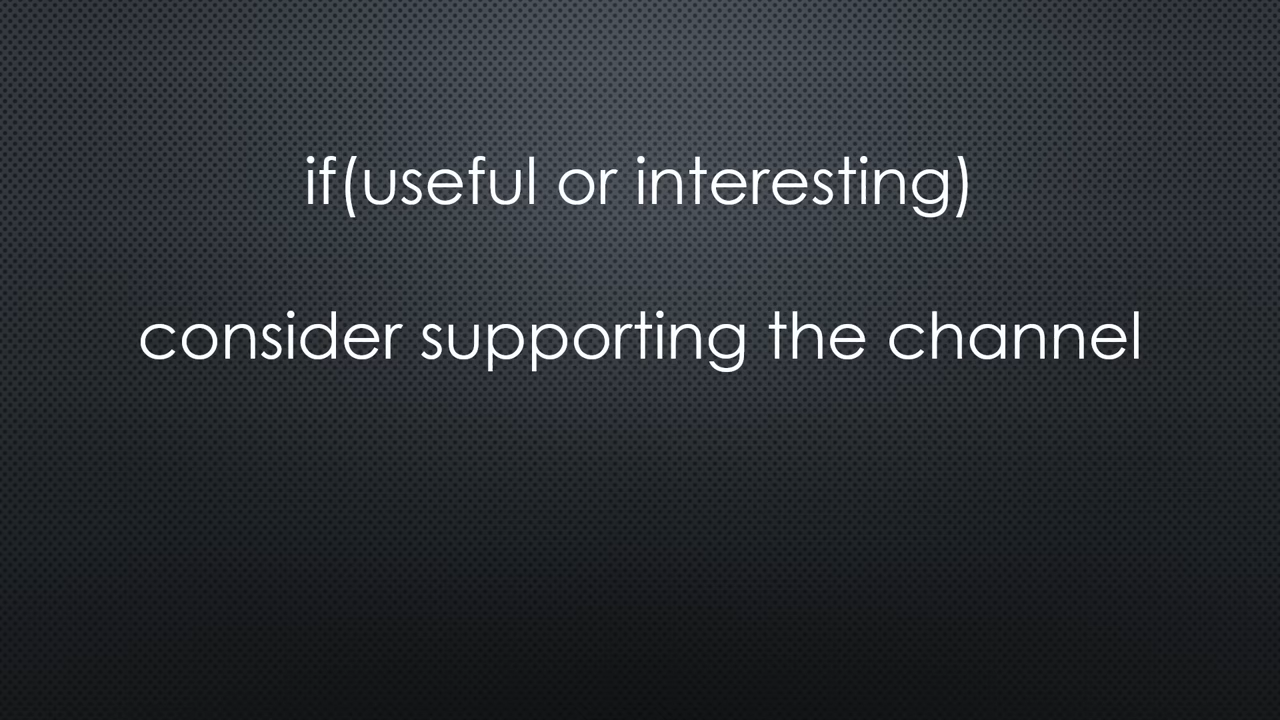 if(useful or interesting)
consider supporting the channel